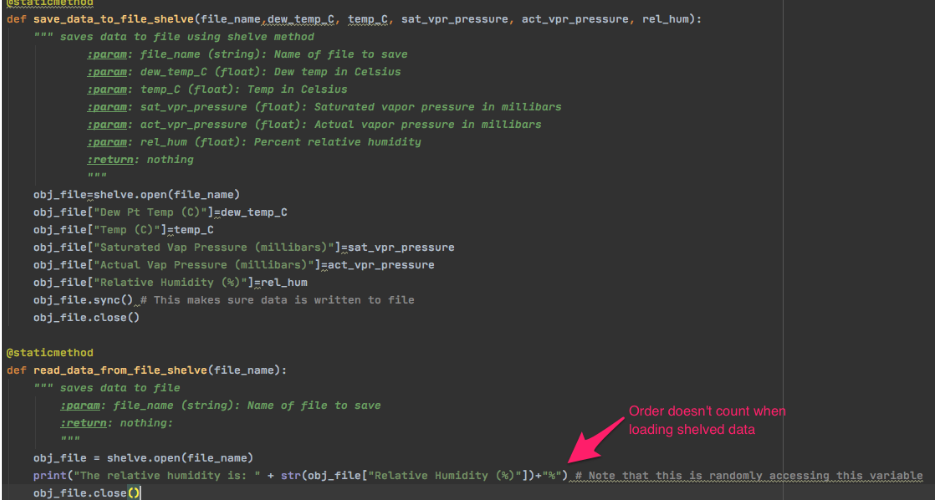 @staticmethod
def save_data_to_file_shelve(file_name,dew_temp_C, temp_C, sat_vpr_pressure, act_vpr_pressure, rel_hum):
""" saves data to file using shelve method
:param: file_name (string): Name of file to save
:param: dew_temp_C (float): Dew temp in Celsius
:param: temp_C (float): Temp in Celsius
:param: sat_vpr_pressure (float): Saturated vapor pressure in millibars
:param: act_vpr_pressure (float): Actual vapor pressure in millibars
:param: rel_hum (float): Percent relative humidity
:return: nothing
"""
obj_file=shelve.open(file_name)
obj_file["Dew Pt Temp (C)"]=dew_temp_C
obj_file["Temp (C)"]=temp_C
obj_file["Saturated Vap Pressure (millibars)"]=sat_vpr_pressure
obj_file["Actual Vap Pressure (millibars)"]=act_vpr_pressure
obj_file["Relative Humidity (%)"]=rel_hum
obj_file.sync() # This makes sure data is written to file
obj_file.close()
@staticmethod
def read_data_from_file_shelve(file_name):
""" saves data to file
:param: file_name (string): Name of file to save
:return: nothing:
"""
Order doesn't count when
loading shelved data
obj_file = shelve.open(file_name)
print("The relative humidity is: " + str(obj_file["Relative Humidity (%)"])+"%") # Note that this is randomly accessing this variable
obj_file.close()